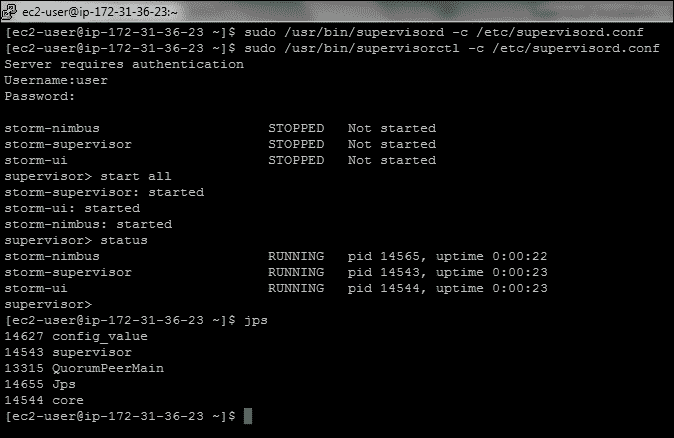 ec2-user@ip-172-31-36-23:~
[ec2-user@ip-172-31-36-23 ~]$ sudo /usr/bin/supervisord -c /etc/supervisord.conf
[ec2-user@ip-172-31-36-23 ~]$ sudo /usr/bin/supervisorctl -c /etc/supervisord.conf
Server requires authentication
Username:user
Password:
storm-nimbus                     STOPPED   Not started
storm-supervisor                 STOPPED   Not started
storm-ui                         STOPPED   Not started
supervisor> start all
storm-supervisor: started
storm-ui: started
storm-nimbus: started
supervisor> status
storm-nimbus                     RUNNING   pid 14565, uptime 0:00:22
storm-supervisor                 RUNNING   pid 14543, uptime 0:00:23
storm-ui                         RUNNING   pid 14544, uptime 0:00:23
supervisor>
[ec2-user@ip-172-31-36-23 ~]$ jps
14627 config_value
14543 supervisor
13315 QuorumPeerMain
14655 Jps
14544 core
[ec2-user@ip-172-31-36-23 ~]$